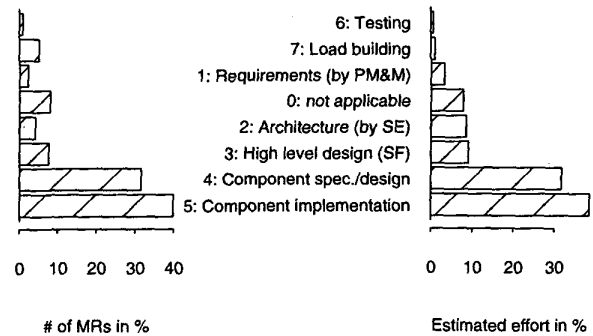 6: Testing
7: Load building
1: Requirements (by PM&M)
0: not applicable
2: Architecture (by SE)
3: High level design (SF)
4: Component spec./design
5: Component implementation
0 10 20 30 40
0 10 20 30
# of MRs in %
Estimated effort in %